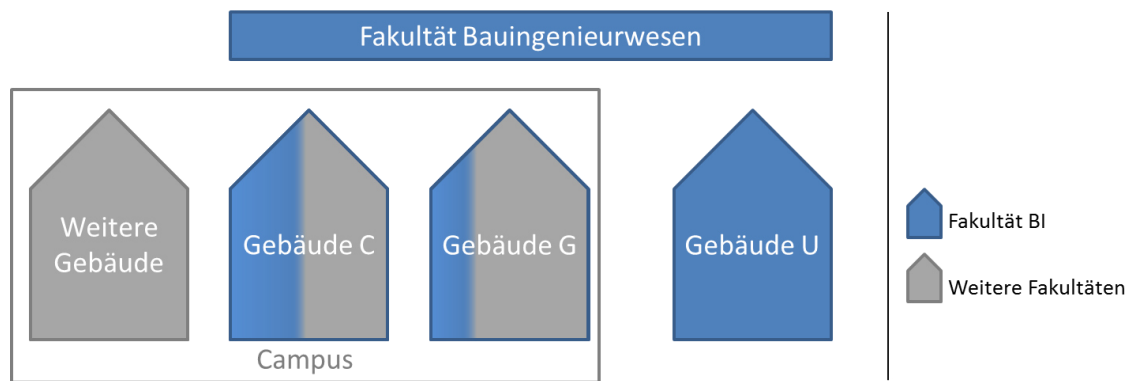 Fakultät Bauingenieurwesen
Weitere
Gebäude
Gebäude C
Gebäude G
Gebäude U
Campus
Fakultät BI
Weitere Fakultäten